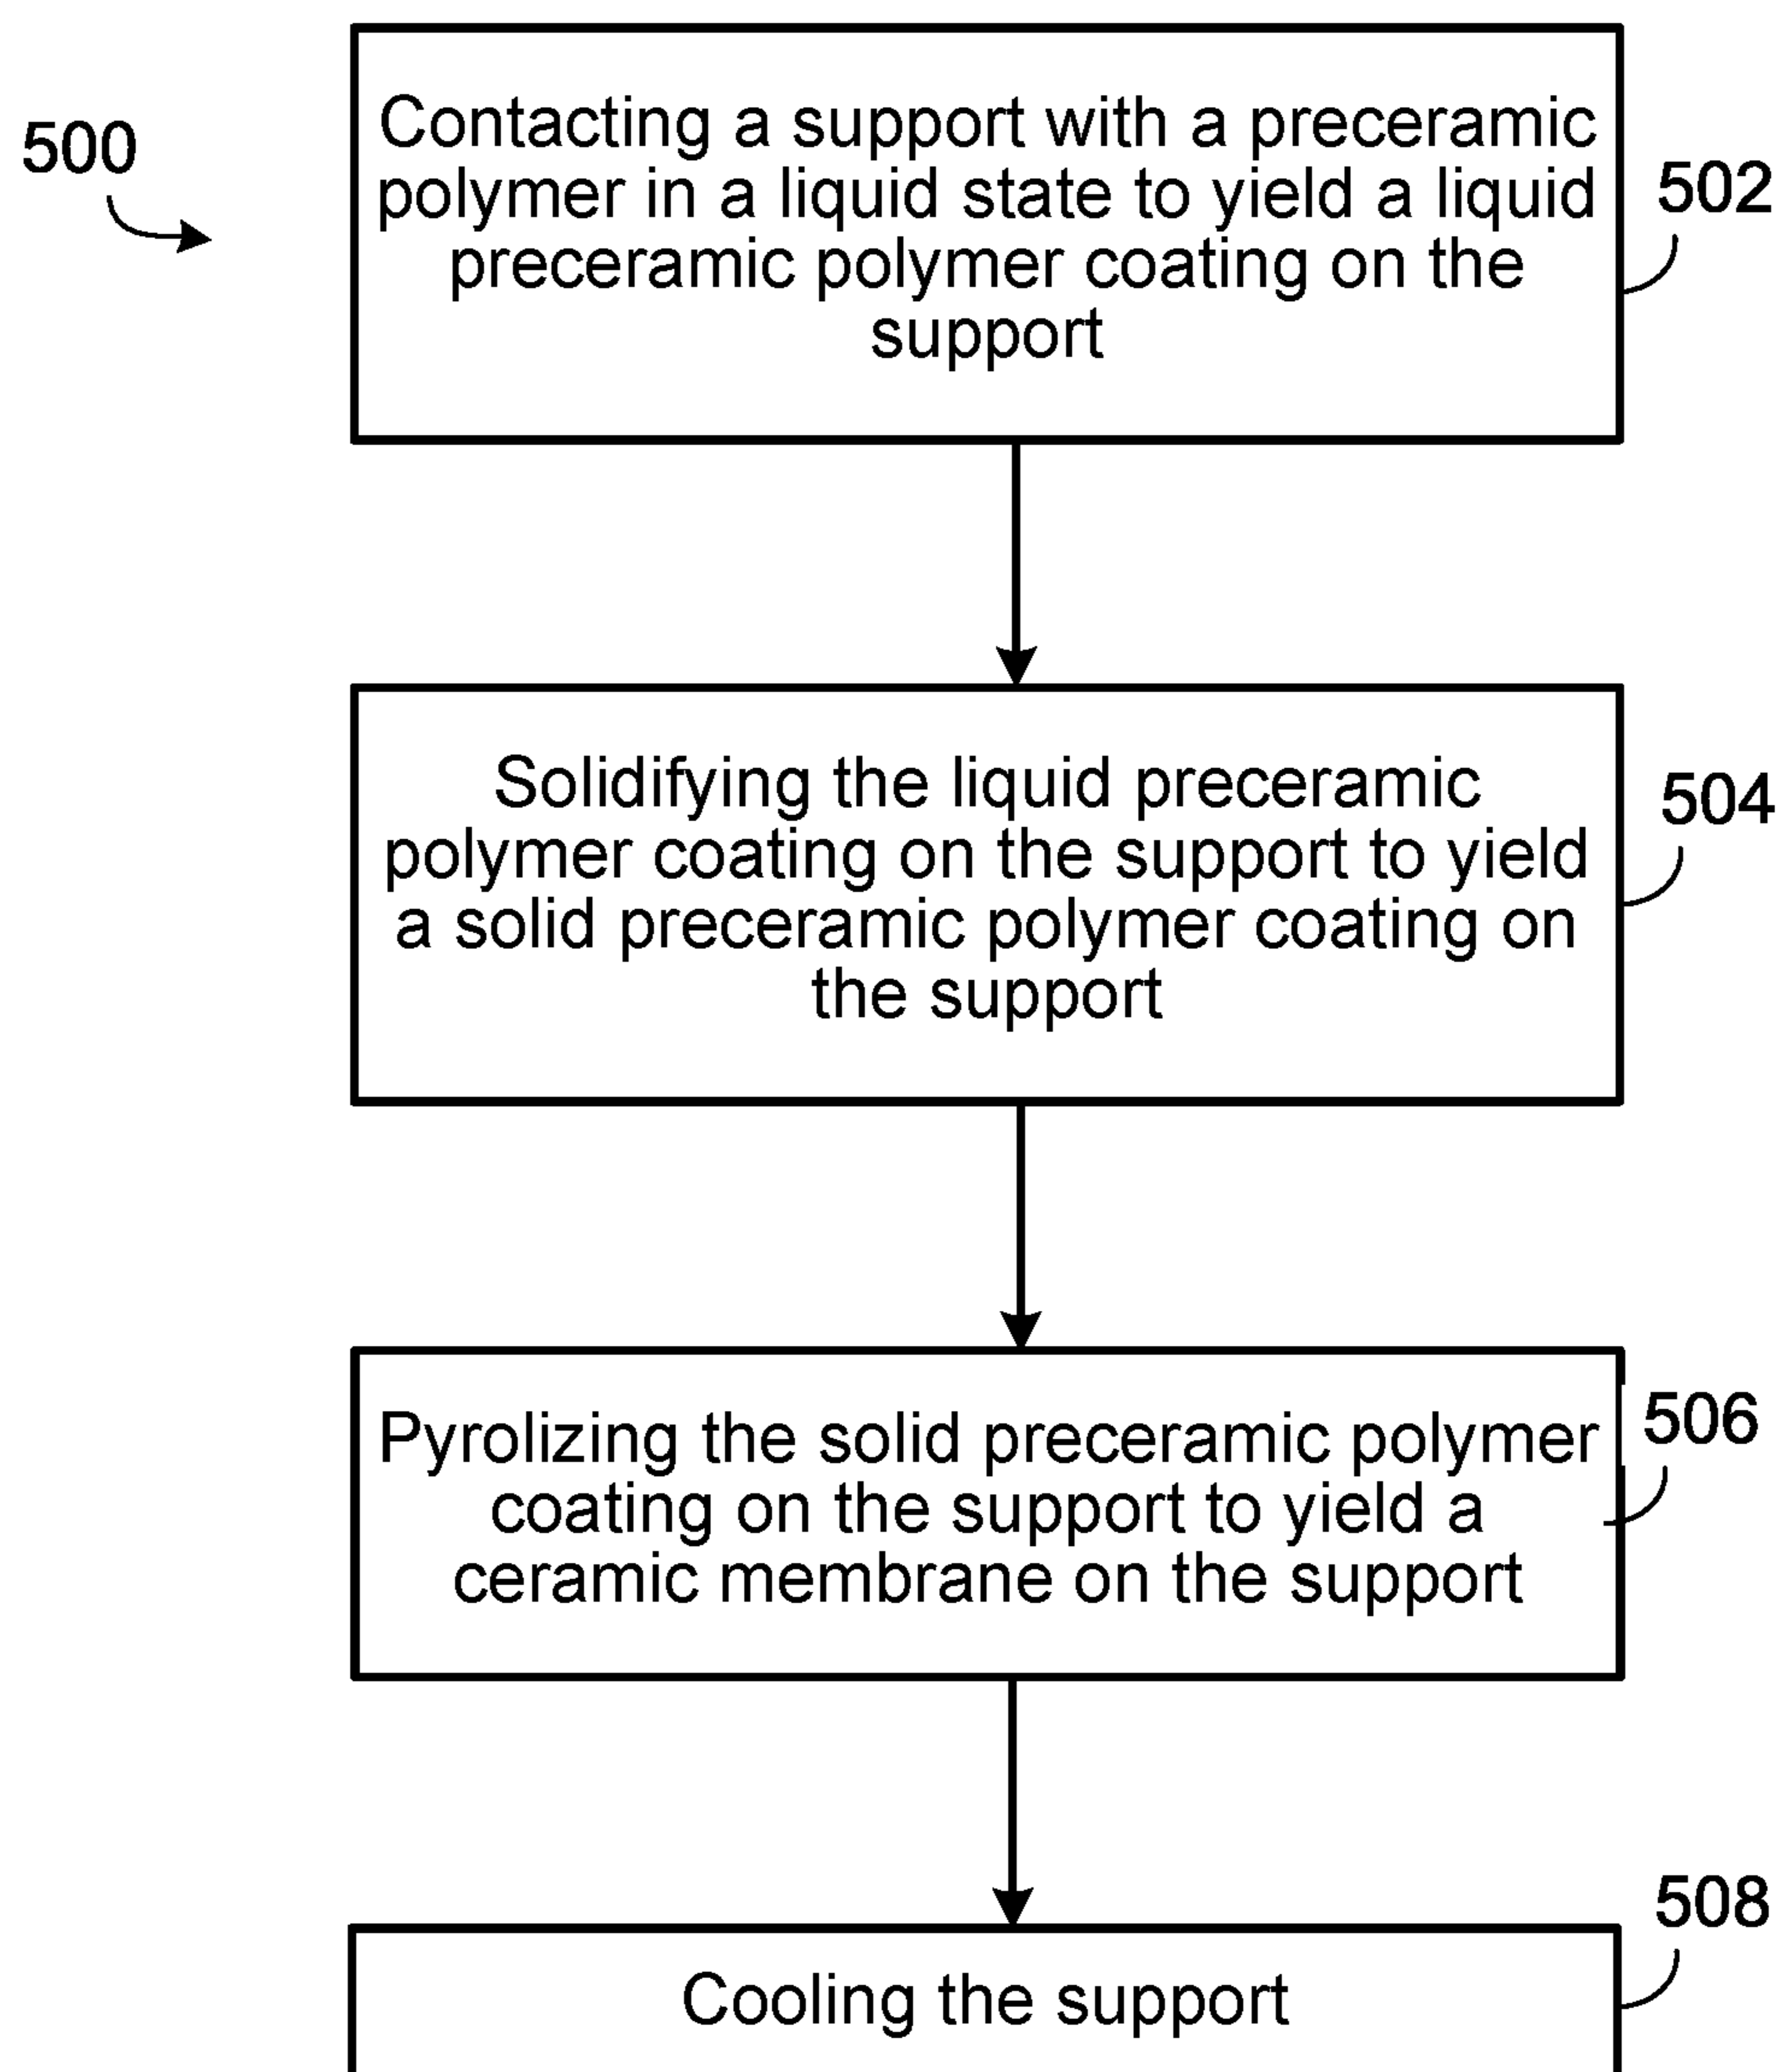 500
Contacting a support with a preceramic
polymer in a liquid state to yield a liquid
preceramic polymer coating on the
support
502
Solidifying the liquid preceramic
polymer coating on the support to yield
a solid preceramic polymer coating on
the support
504
Pyrolizing the solid preceramic polymer
coating on the support to yield a
ceramic membrane on the support
506
Cooling the support
508